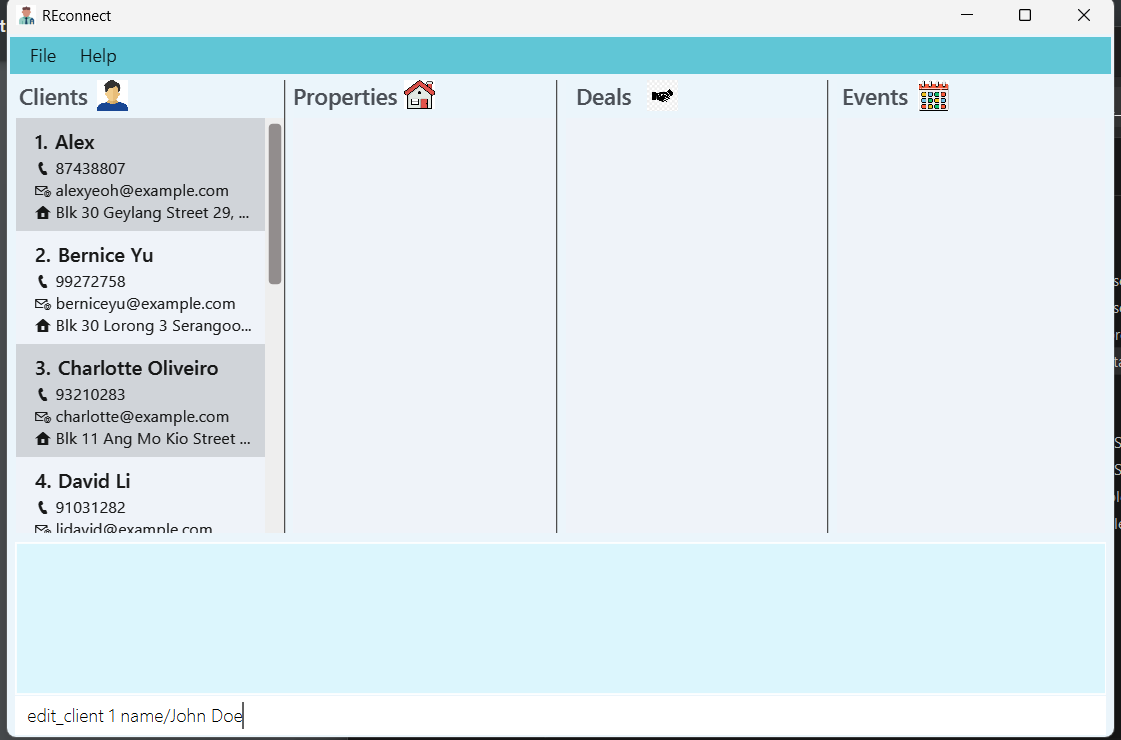 REconnect
File Help
Clients
Properties
Deals
Events
1. Alex
87438807
alexyeoh@example.com
Blk 30 Geylang Street 29, ...
2. Bernice Yu
99272758
berniceyu@example.com
Blk 30 Lorong 3 Serangoo...
3. Charlotte Oliveiro
93210283
charlotte@example.com
Blk 11 Ang Mo Kio Street ...
4. David Li
91031282
lidavid@example.com
edit_client 1 name/John Doe